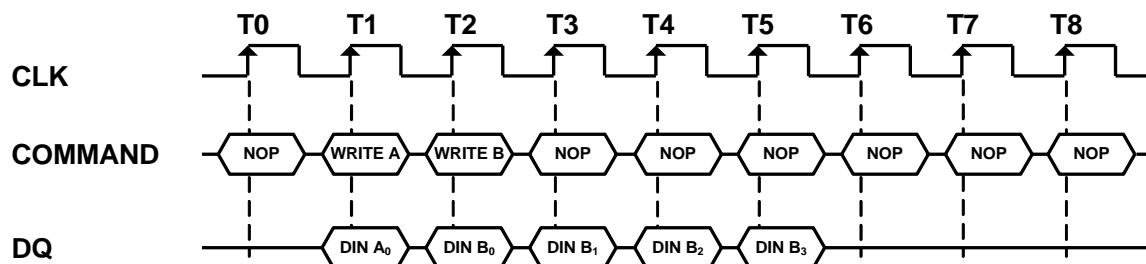 T0 T1 T2 T3 T4 T5 T6 T7 T8
CLK
COMMAND NOP WRITE A WRITE B NOP NOP NOP NOP NOP NOP
DQ DIN A₀ DIN B₀ DIN B₁ DIN B₂ DIN B₃